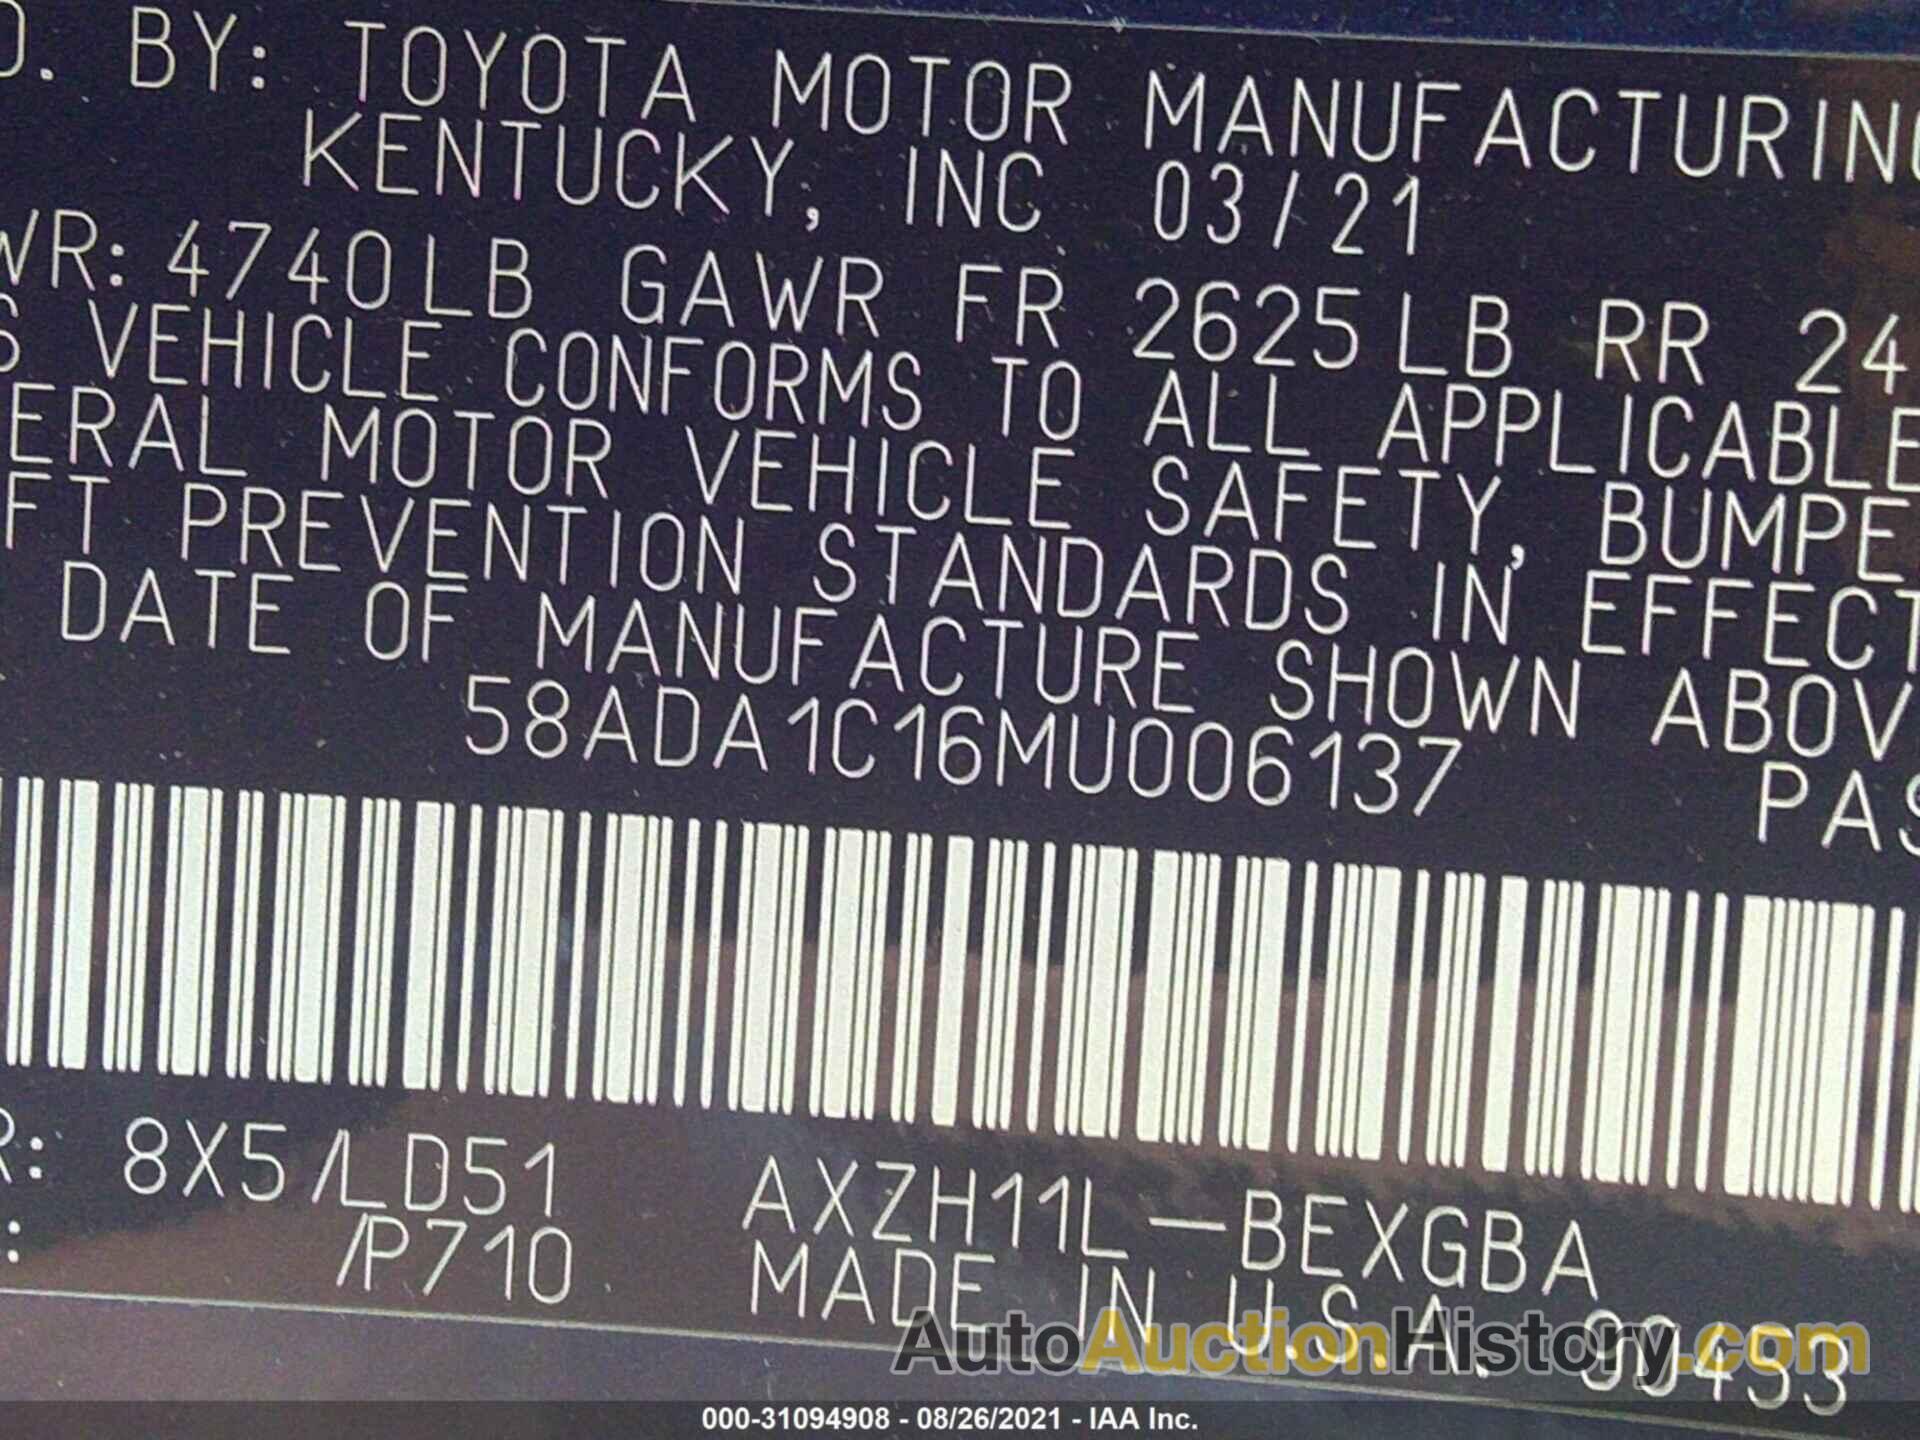 D. BY: TOYOTA MOTOR MANUFACTURING
KENTUCKY, INC 03/21
WR: 4740LB GAWR FR 2625LB RR 24
S VEHICLE CONFORMS TO ALL APPLICABLE
ERAL MOTOR VEHICLE SAFETY, BUMPE
FT PREVENTION STANDARDS IN EFFECT
DATE OF MANUFACTURE SHOWN ABOV
58ADA1C16MU006137
PAS
R: 8X5/LD51 AXZH11L-BEXGBA
: /P710 MADE IN U.S.A.
AutoAuctionHistory.com
000-31094908 - 08/26/2021 - IAA Inc.